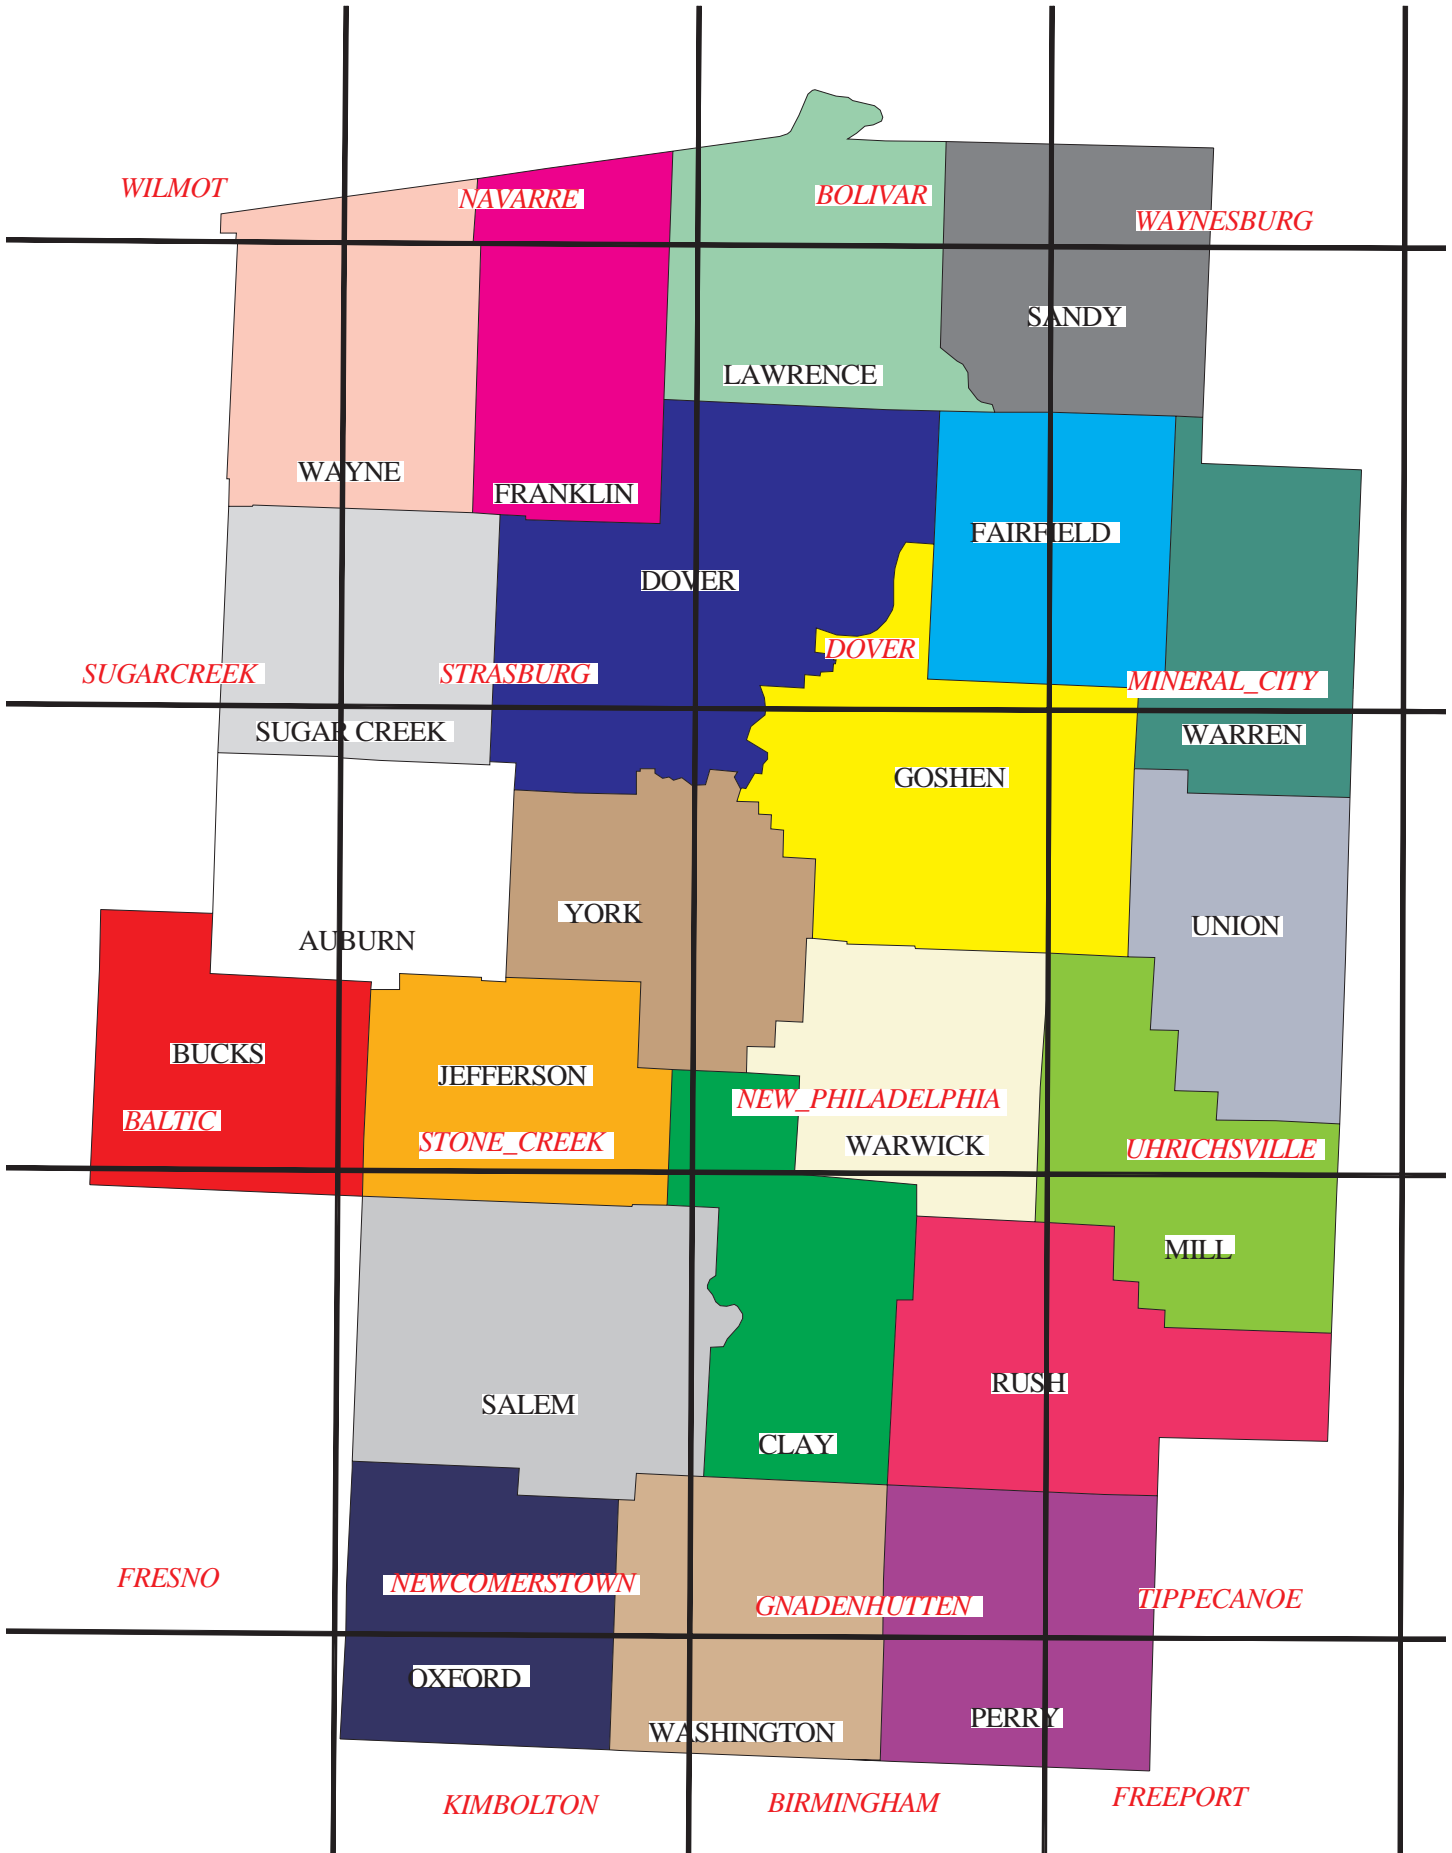 WILMOT
NAVARRE
BOLIVAR
WAYNESBURG
SANDY
LAWRENCE
WAYNE
FRANKLIN
FAIRFIELD
DOVER
DOVER
SUGARCREEK
STRASBURG
MINERAL_CITY
SUGAR CREEK
WARREN
GOSHEN
YORK
UNION
AUBURN
BUCKS
JEFFERSON
NEW_PHILADELPHIA
BALTIC
STONE_CREEK
WARWICK
UHRICHSVILLE
MILL
RUSH
SALEM
CLAY
FRESNO
NEWCOMERSTOWN
GNADENHUTTEN
TIPPECANOE
OXFORD
WASHINGTON
PERRY
KIMBOLTON
BIRMINGHAM
FREEPORT